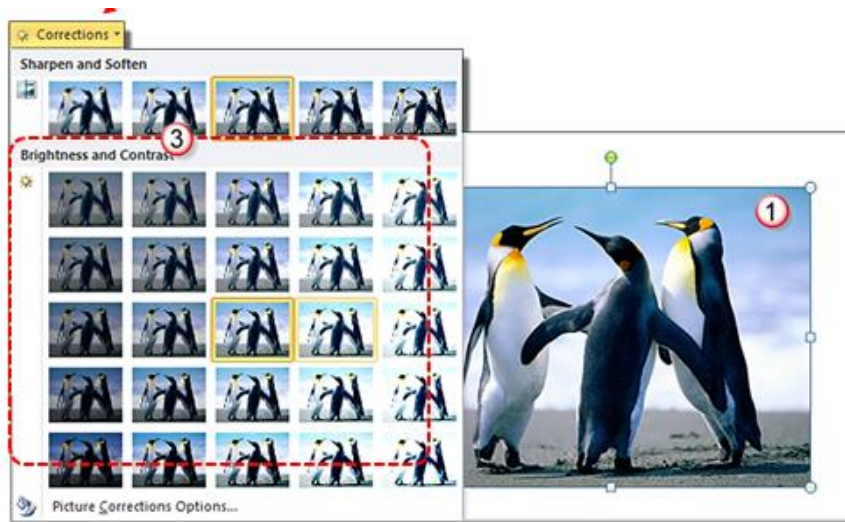 Corrections
Sharpen and Soften
3
Brightness and Contrast
1
Picture Corrections Options...